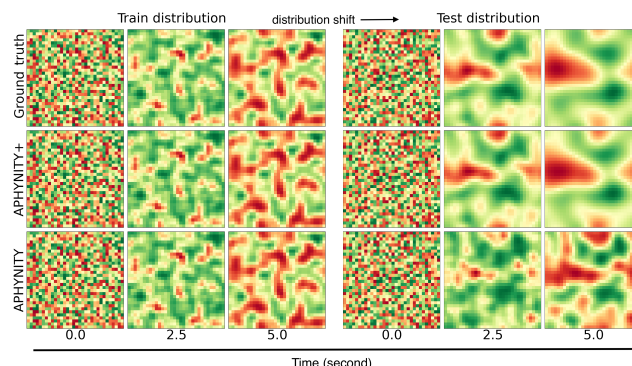 Train distribution distribution shift Test distribution
Ground truth
APHYNITY+
APHYNITY
0.0 2.5 5.0 0.0 2.5 5.0
Time (second)